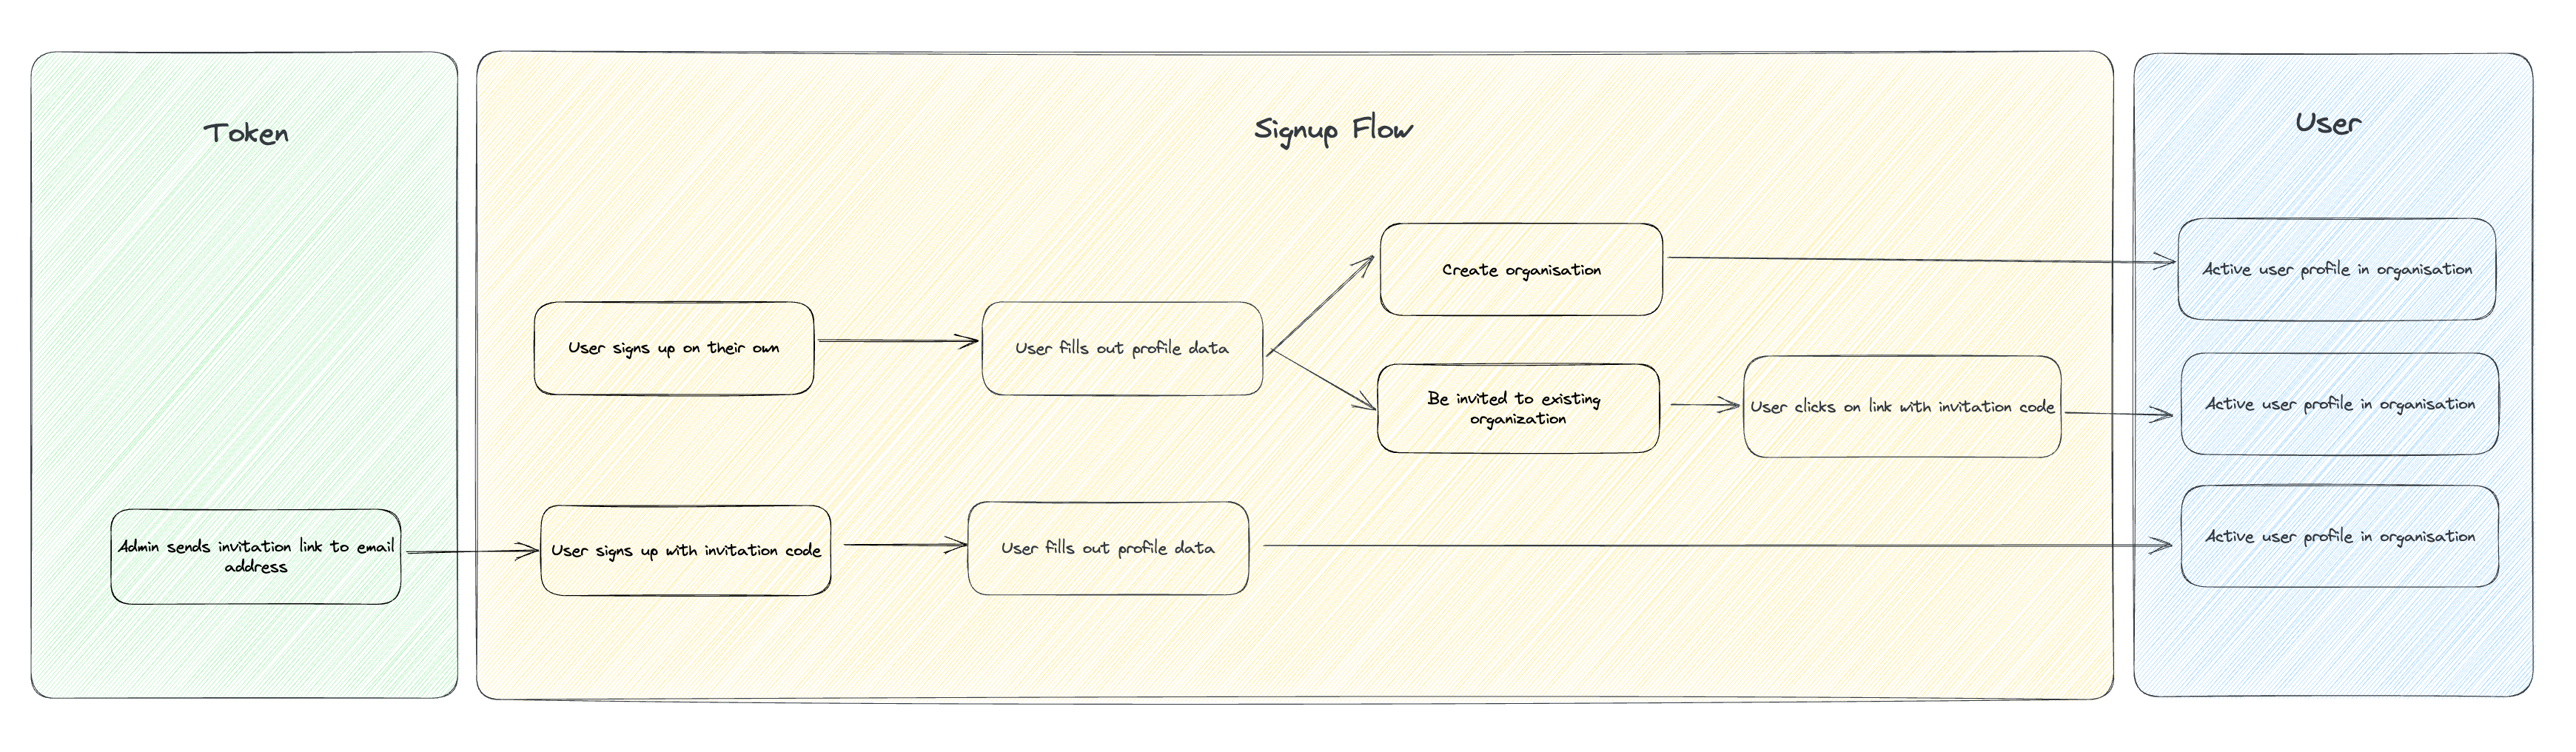 Token
Signup Flow
User
Create organisation
Active user profile in organisation
User signs up on their own
User fills out profile data
Be invited to existing
organization
User clicks on link with invitation code
Active user profile in organisation
Admin sends invitation link to email
address
User signs up with invitation code
User fills out profile data
Active user profile in organisation